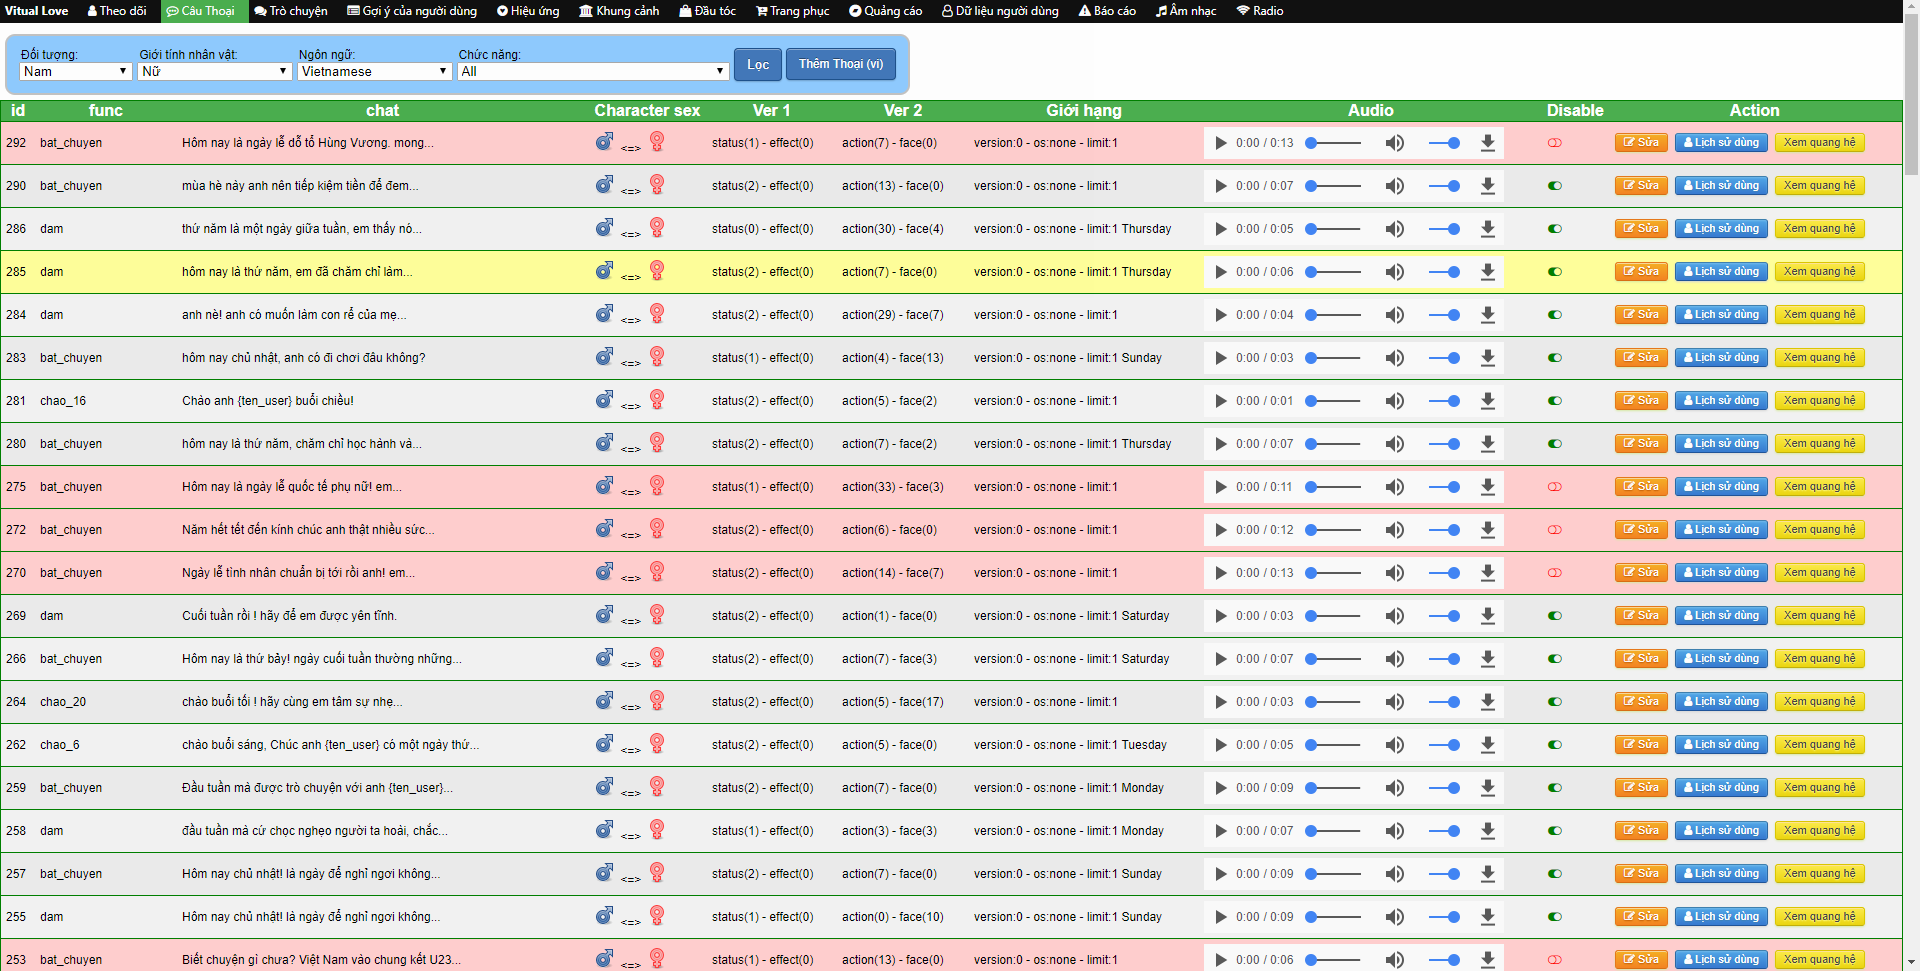 Vitual Love Theo dõi Câu Thoại Trò chuyện Gợi ý của người dùng Hiệu ứng Khung cảnh Đầu tóc Trang phục Quảng cáo Dữ liệu người dùng Báo cáo Âm nhạc Radio
Đối tượng: Giới tính nhân vật: Ngôn ngữ: Chức năng:
Nam Nữ Vietnamese All Lọc Thêm Thoại (vi)
id func chat Character sex Ver 1 Ver 2 Giới hạng Audio Disable Action
292 bat_chuyen Hôm nay là ngày lễ dỗ tổ Hùng Vương. mong... <=> status(1) - effect(0) action(7) - face(0) version:0 - os:none - limit:1 0:00 / 0:13 Sửa Lịch sử dùng Xem quang hệ
290 bat_chuyen mùa hè này anh nên tiếp kiệm tiền để đem... <=> status(2) - effect(0) action(13) - face(0) version:0 - os:none - limit:1 0:00 / 0:07 Sửa Lịch sử dùng Xem quang hệ
286 dam thứ năm là một ngày giữa tuần, em thấy nó... <=> status(0) - effect(0) action(30) - face(4) version:0 - os:none - limit:1 Thursday 0:00 / 0:05 Sửa Lịch sử dùng Xem quang hệ
285 dam hôm nay là thứ năm, em đã chăm chỉ làm... <=> status(2) - effect(0) action(7) - face(0) version:0 - os:none - limit:1 Thursday 0:00 / 0:06 Sửa Lịch sử dùng Xem quang hệ
284 dam anh nè! anh có muốn làm con rể của mẹ... <=> status(2) - effect(0) action(29) - face(7) version:0 - os:none - limit:1 0:00 / 0:04 Sửa Lịch sử dùng Xem quang hệ
283 bat_chuyen hôm nay chủ nhật, anh có đi chơi đâu không? <=> status(1) - effect(0) action(4) - face(13) version:0 - os:none - limit:1 Sunday 0:00 / 0:03 Sửa Lịch sử dùng Xem quang hệ
281 chao_16 Chào anh {ten_user} buổi chiều! <=> status(2) - effect(0) action(5) - face(2) version:0 - os:none - limit:1 0:00 / 0:01 Sửa Lịch sử dùng Xem quang hệ
280 bat_chuyen hôm nay là thứ năm, chăm chỉ học hành và... <=> status(2) - effect(0) action(7) - face(2) version:0 - os:none - limit:1 Thursday 0:00 / 0:07 Sửa Lịch sử dùng Xem quang hệ
275 bat_chuyen Hôm nay là ngày lễ quốc tế phụ nữ! em... <=> status(1) - effect(0) action(33) - face(3) version:0 - os:none - limit:1 0:00 / 0:11 Sửa Lịch sử dùng Xem quang hệ
272 bat_chuyen Năm hết tết đến kính chúc anh thật nhiều sức... <=> status(2) - effect(0) action(6) - face(0) version:0 - os:none - limit:1 0:00 / 0:12 Sửa Lịch sử dùng Xem quang hệ
270 bat_chuyen Ngày lễ tình nhân chuẩn bị tới rồi anh! em... <=> status(2) - effect(0) action(14) - face(7) version:0 - os:none - limit:1 0:00 / 0:13 Sửa Lịch sử dùng Xem quang hệ
269 dam Cuối tuần rồi ! hãy để em được yên tĩnh. <=> status(2) - effect(0) action(1) - face(0) version:0 - os:none - limit:1 Saturday 0:00 / 0:03 Sửa Lịch sử dùng Xem quang hệ
266 bat_chuyen Hôm nay là thứ bảy! ngày cuối tuần thường những... <=> status(2) - effect(0) action(7) - face(3) version:0 - os:none - limit:1 Saturday 0:00 / 0:07 Sửa Lịch sử dùng Xem quang hệ
264 chao_20 chào buổi tối ! hãy cùng em tâm sự nhẹ... <=> status(2) - effect(0) action(5) - face(17) version:0 - os:none - limit:1 0:00 / 0:03 Sửa Lịch sử dùng Xem quang hệ
262 chao_6 chào buổi sáng, Chúc anh {ten_user} có một ngày thứ... <=> status(2) - effect(0) action(5) - face(0) version:0 - os:none - limit:1 Tuesday 0:00 / 0:05 Sửa Lịch sử dùng Xem quang hệ
259 bat_chuyen Đầu tuần mà được trò chuyện với anh {ten_user}... <=> status(2) - effect(0) action(7) - face(0) version:0 - os:none - limit:1 Monday 0:00 / 0:09 Sửa Lịch sử dùng Xem quang hệ
258 dam đầu tuần mà cứ chọc nghẹo người ta hoài, chắc... <=> status(1) - effect(0) action(3) - face(3) version:0 - os:none - limit:1 Monday 0:00 / 0:07 Sửa Lịch sử dùng Xem quang hệ
257 bat_chuyen Hôm nay chủ nhật! là ngày để nghỉ ngơi không... <=> status(2) - effect(0) action(7) - face(0) version:0 - os:none - limit:1 Sunday 0:00 / 0:09 Sửa Lịch sử dùng Xem quang hệ
255 dam Hôm nay chủ nhật! là ngày để nghỉ ngơi không... <=> status(1) - effect(0) action(0) - face(10) version:0 - os:none - limit:1 Sunday 0:00 / 0:09 Sửa Lịch sử dùng Xem quang hệ
253 bat_chuyen Biết chuyện gì chưa? Việt Nam vào chung kết U23... <=> status(1) - effect(0) action(13) - face(0) version:0 - os:none - limit:1 0:00 / 0:06 Sửa Lịch sử dùng Xem quang hệ